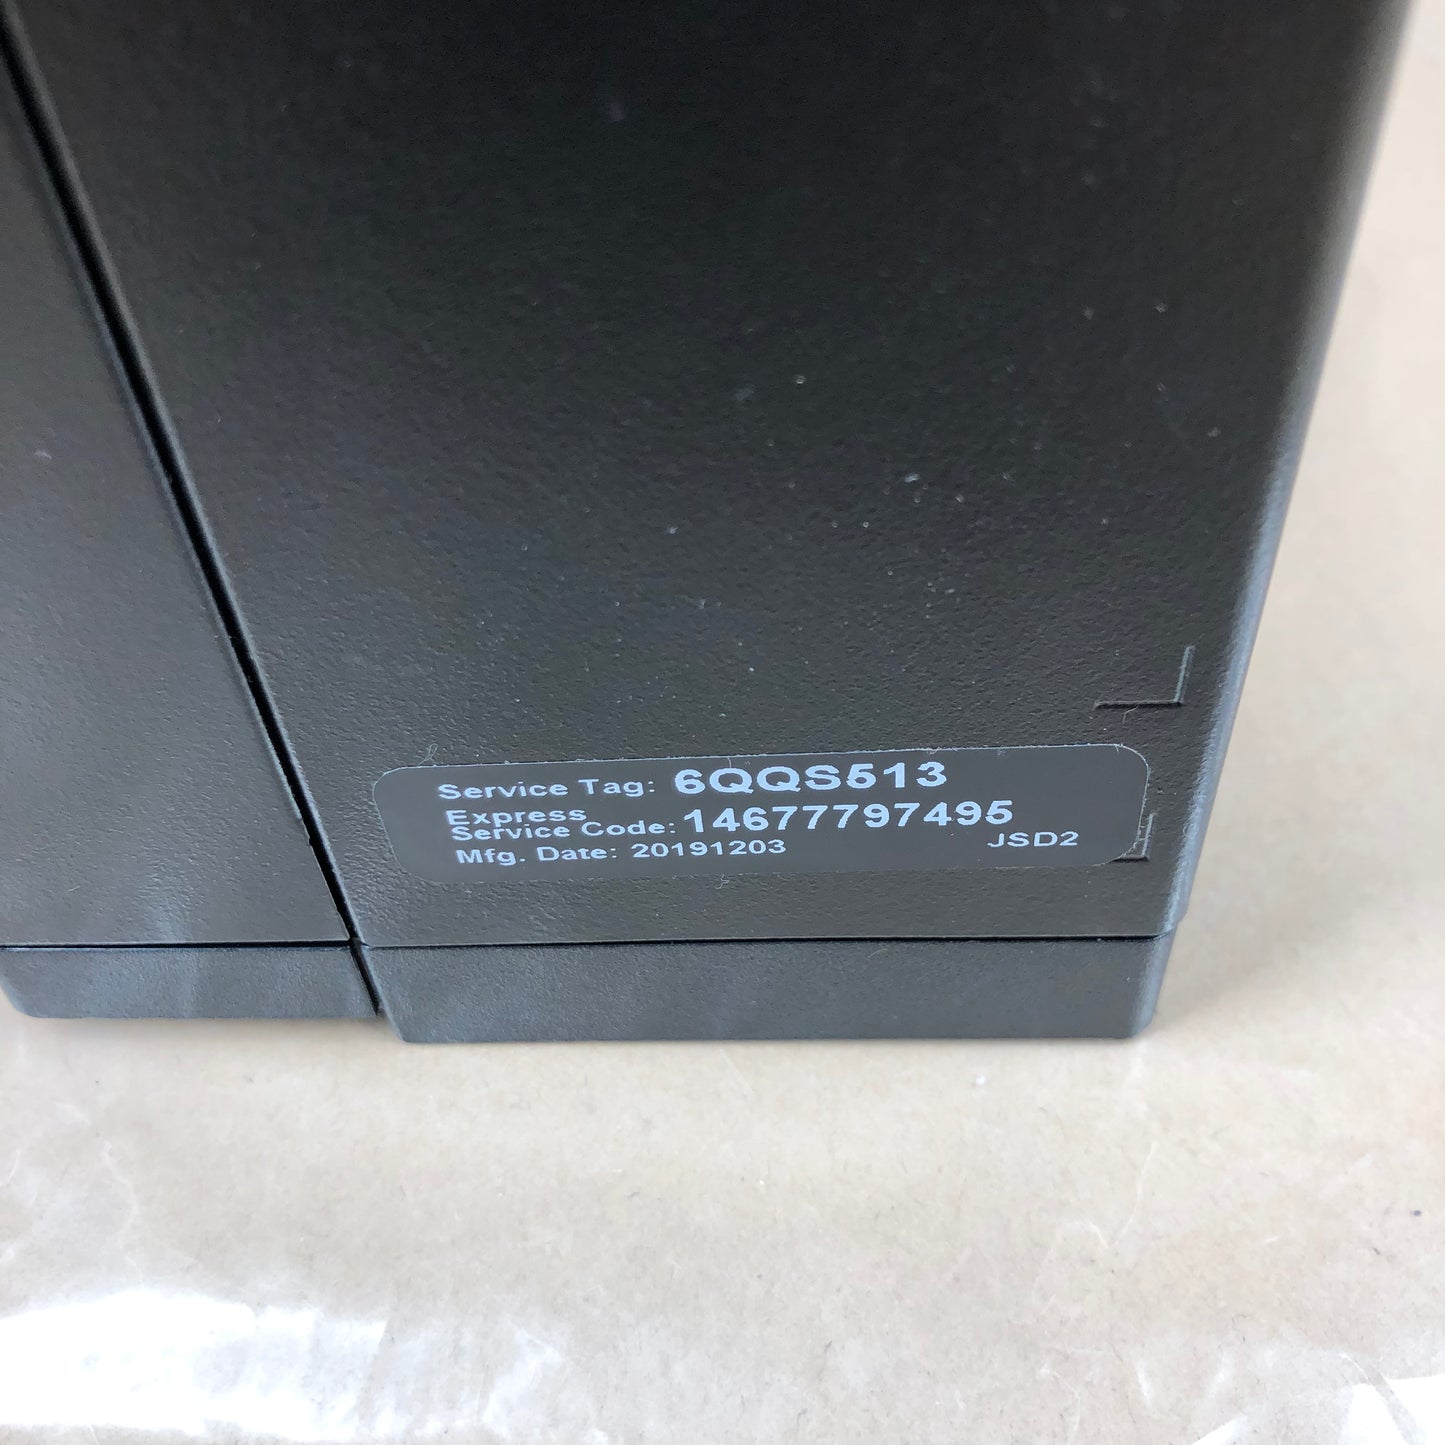 Service Tag: 6QQS513
Express
Service Code: 14677797495
Mfg. Date: 20191203 JSD2